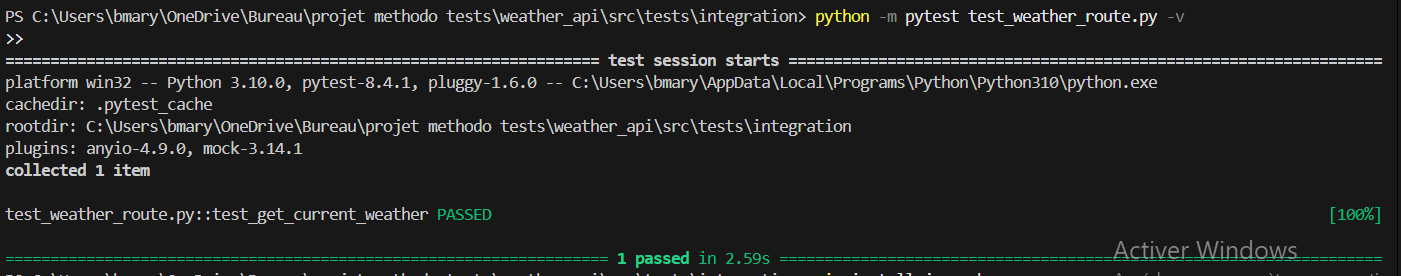 PS C:\Users\bmary\OneDrive\Bureau\projet methodo tests\weather_api\src\tests\integration> python -m pytest test_weather_route.py -v
>>
============================== test session starts ==============================
platform win32 -- Python 3.10.0, pytest-8.4.1, pluggy-1.6.0 -- C:\Users\bmary\AppData\Local\Programs\Python\Python310\python.exe
cachedir: .pytest_cache
rootdir: C:\Users\bmary\OneDrive\Bureau\projet methodo tests\weather_api\src\tests\integration
plugins: anyio-4.9.0, mock-3.14.1
collected 1 item
test_weather_route.py::test_get_current_weather PASSED [100%]
============================== 1 passed in 2.59s ==============================
Activer Windows